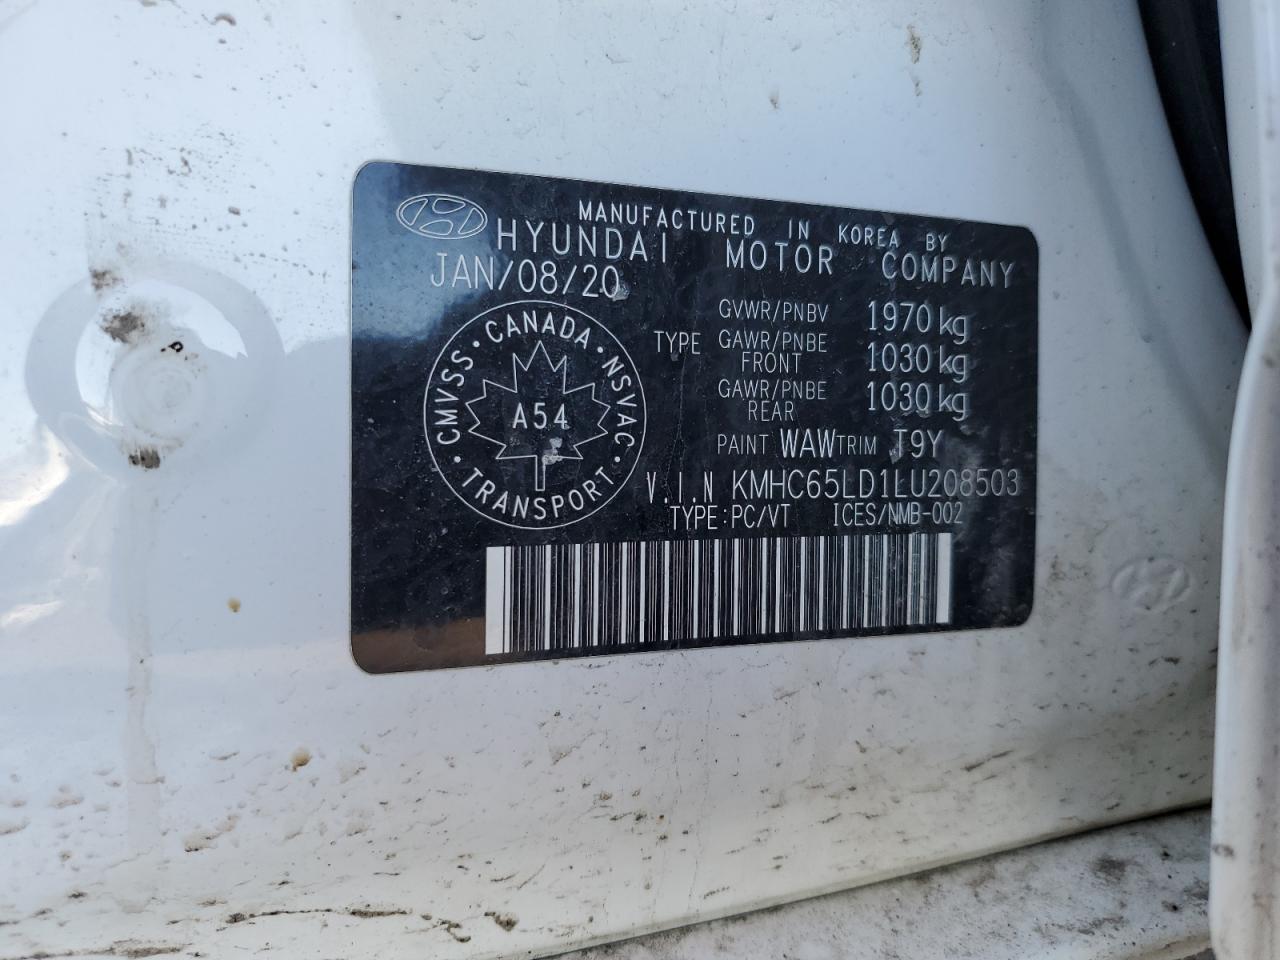 MANUFACTURED IN KOREA BY
HYUNDAI MOTOR COMPANY
JAN/08/20
GVWR/PNBV 1970 kg
TYPE GAWR/PNBE FRONT 1030 kg
GAWR/PNBE REAR 1030 kg
CANADA · NSVAC · TRANSPORT · CMVSS ·
A54
PAINT WAW TRIM T9Y
V.I.N KMHC65LD1LU208503
TYPE:PC/VT ICES/NMB-002